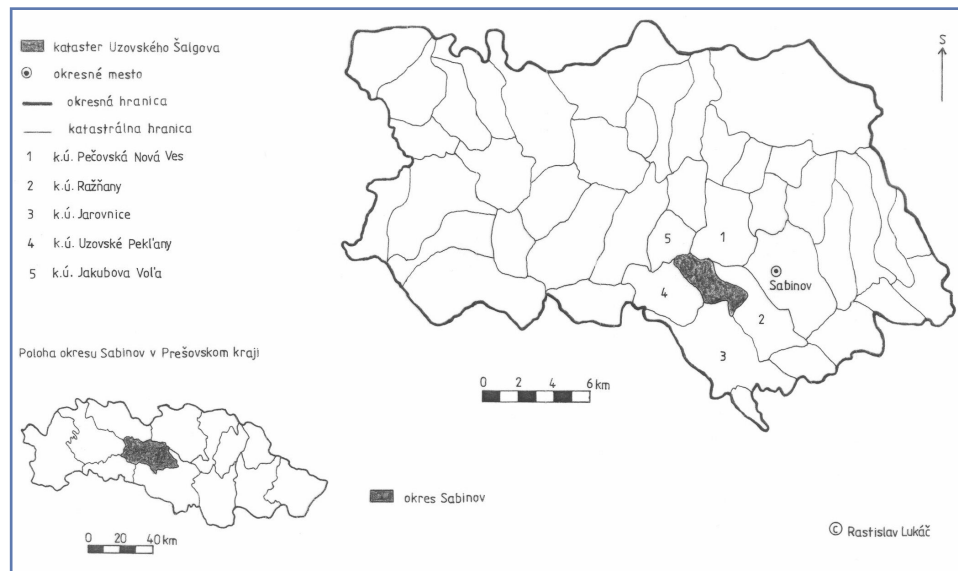 kataster Uzovského Šalgova
okresné mesto
okresná hranica
katastrálna hranica
1 k.ú. Pečovská Nová Ves
2 k.ú. Ražňany
3 k.ú. Jarovnice
4 k.ú. Uzovské Pekľany
5 k.ú. Jakubova Voľa
S
5
1
4
Sabinov
2
3
0 2 4 6 km
Poloha okresu Sabinov v Prešovskom kraji
0 20 40 km
okres Sabinov
© Rastislav Lukáč